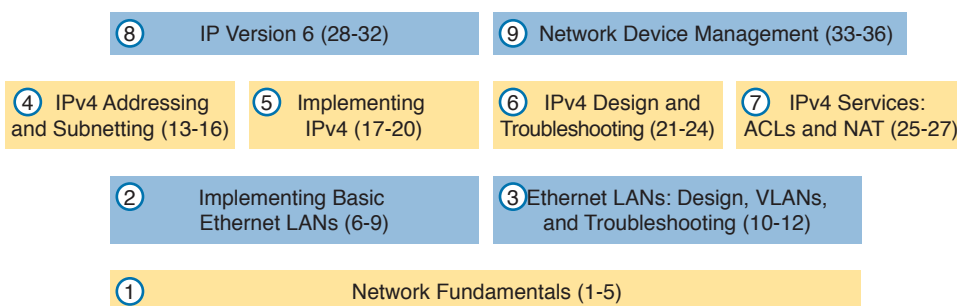 8 IP Version 6 (28-32)
9 Network Device Management (33-36)
4 IPv4 Addressing
and Subnetting (13-16)
5 Implementing
IPv4 (17-20)
6 IPv4 Design and
Troubleshooting (21-24)
7 IPv4 Services:
ACLs and NAT (25-27)
2 Implementing Basic
Ethernet LANs (6-9)
3 Ethernet LANs: Design, VLANs,
and Troubleshooting (10-12)
1 Network Fundamentals (1-5)